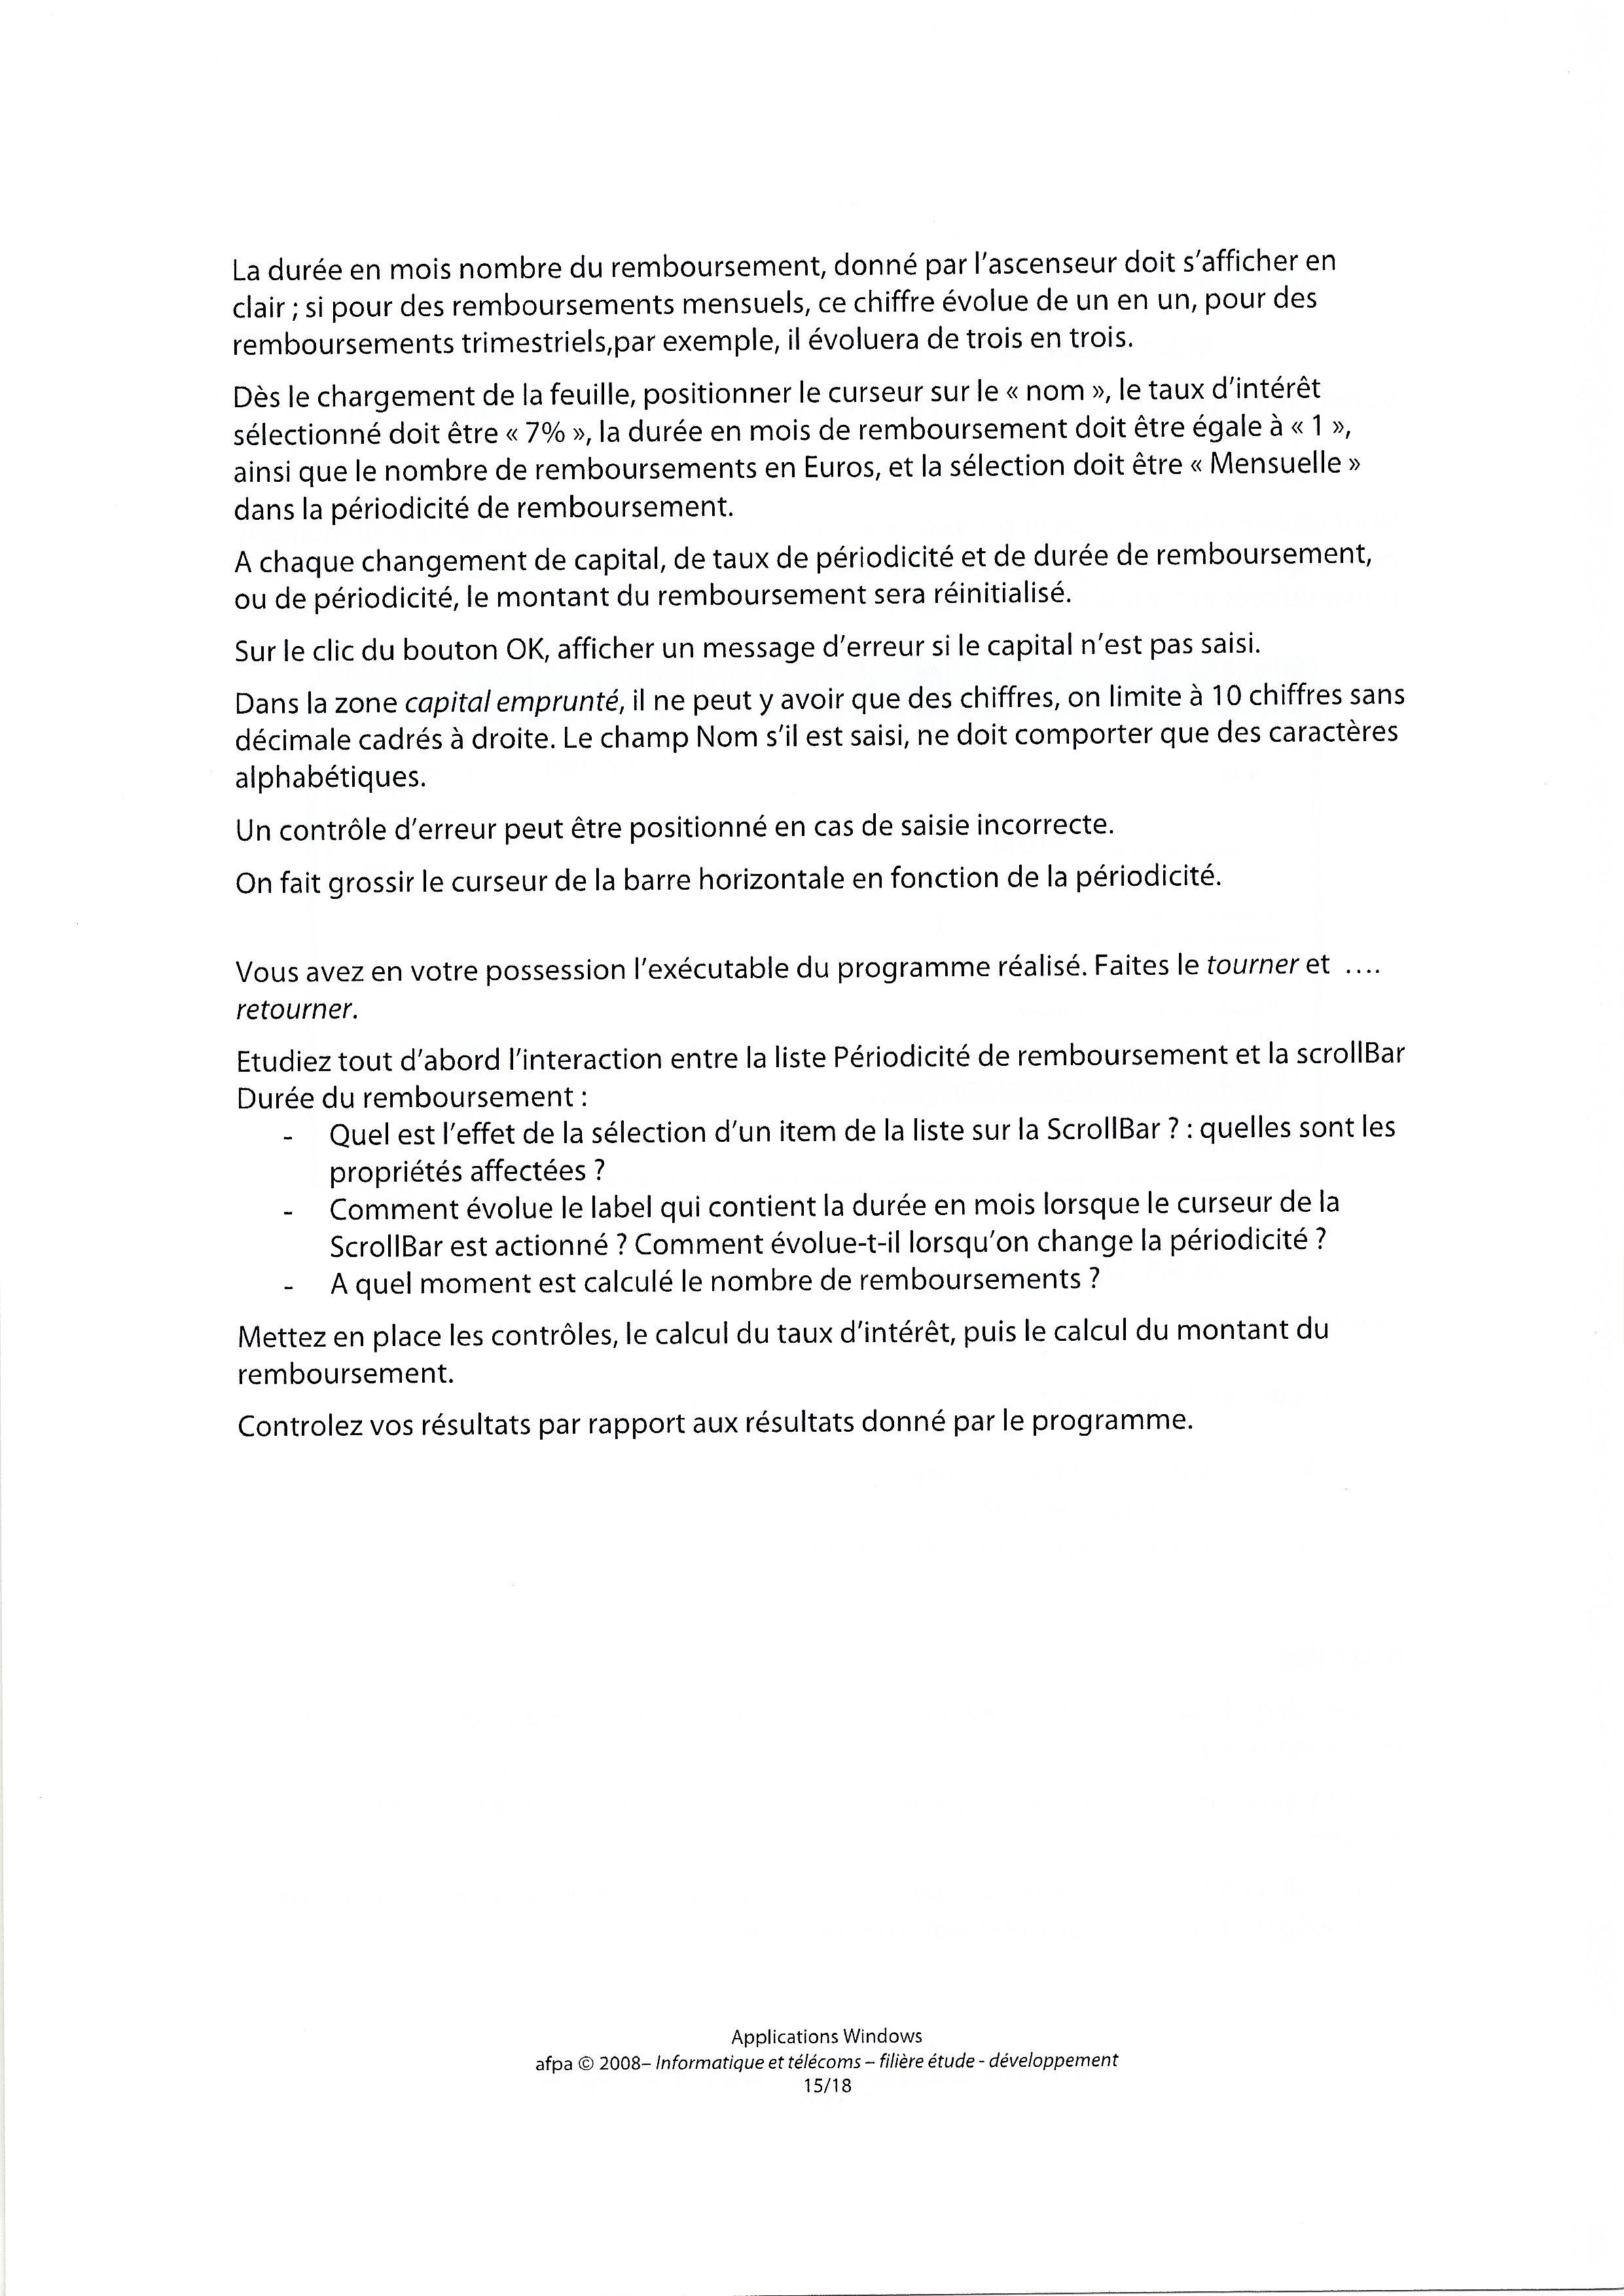 La durée en mois nombre du remboursement, donné par l'ascenseur doit s'afficher en
clair ; si pour des remboursements mensuels, ce chiffre évolue de un en un, pour des
remboursements trimestriels,par exemple, il évoluera de trois en trois.
Dès le chargement de la feuille, positionner le curseur sur le « nom », le taux d'intérêt
sélectionné doit être « 7% », la durée en mois de remboursement doit être égale à « 1 »,
ainsi que le nombre de remboursements en Euros, et la sélection doit être « Mensuelle »
dans la périodicité de remboursement.
A chaque changement de capital, de taux de périodicité et de durée de remboursement,
ou de périodicité, le montant du remboursement sera réinitialisé.
Sur le clic du bouton OK, afficher un message d'erreur si le capital n'est pas saisi.
Dans la zone capital emprunté, il ne peut y avoir que des chiffres, on limite à 10 chiffres sans
décimale cadrés à droite. Le champ Nom s'il est saisi, ne doit comporter que des caractères
alphabétiques.
Un contrôle d'erreur peut être positionné en cas de saisie incorrecte.
On fait grossir le curseur de la barre horizontale en fonction de la périodicité.
Vous avez en votre possession l'exécutable du programme réalisé. Faites le tourner et ....
retourner.
Etudiez tout d'abord l'interaction entre la liste Périodicité de remboursement et la scrollBar
Durée du remboursement :
- Quel est l'effet de la sélection d'un item de la liste sur la ScrollBar ? : quelles sont les
propriétés affectées ?
- Comment évolue le label qui contient la durée en mois lorsque le curseur de la
ScrollBar est actionné ? Comment évolue-t-il lorsqu'on change la périodicité ?
- A quel moment est calculé le nombre de remboursements ?
Mettez en place les contrôles, le calcul du taux d'intérêt, puis le calcul du montant du
remboursement.
Controlez vos résultats par rapport aux résultats donné par le programme.
Applications Windows
afpa © 2008– Informatique et télécoms – filière étude - développement
15/18